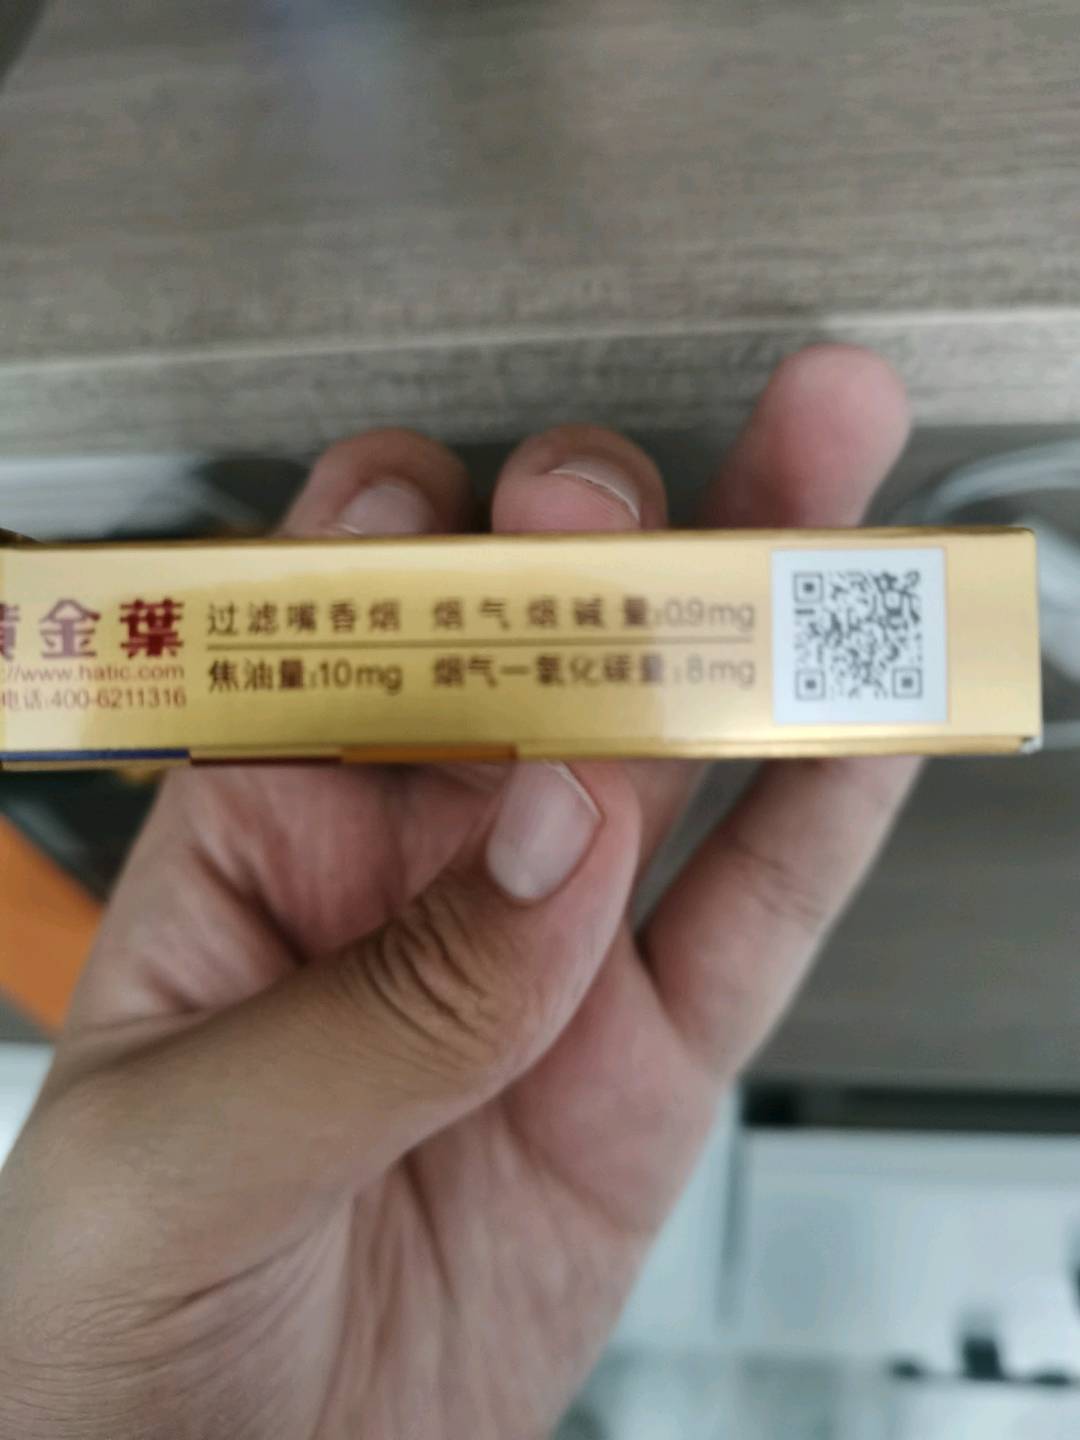 黄金葉
://www.hatic.com
电话:400-6211316
过滤嘴香烟 烟气烟碱量:0.9mg
焦油量:10mg 烟气一氧化碳量:8mg